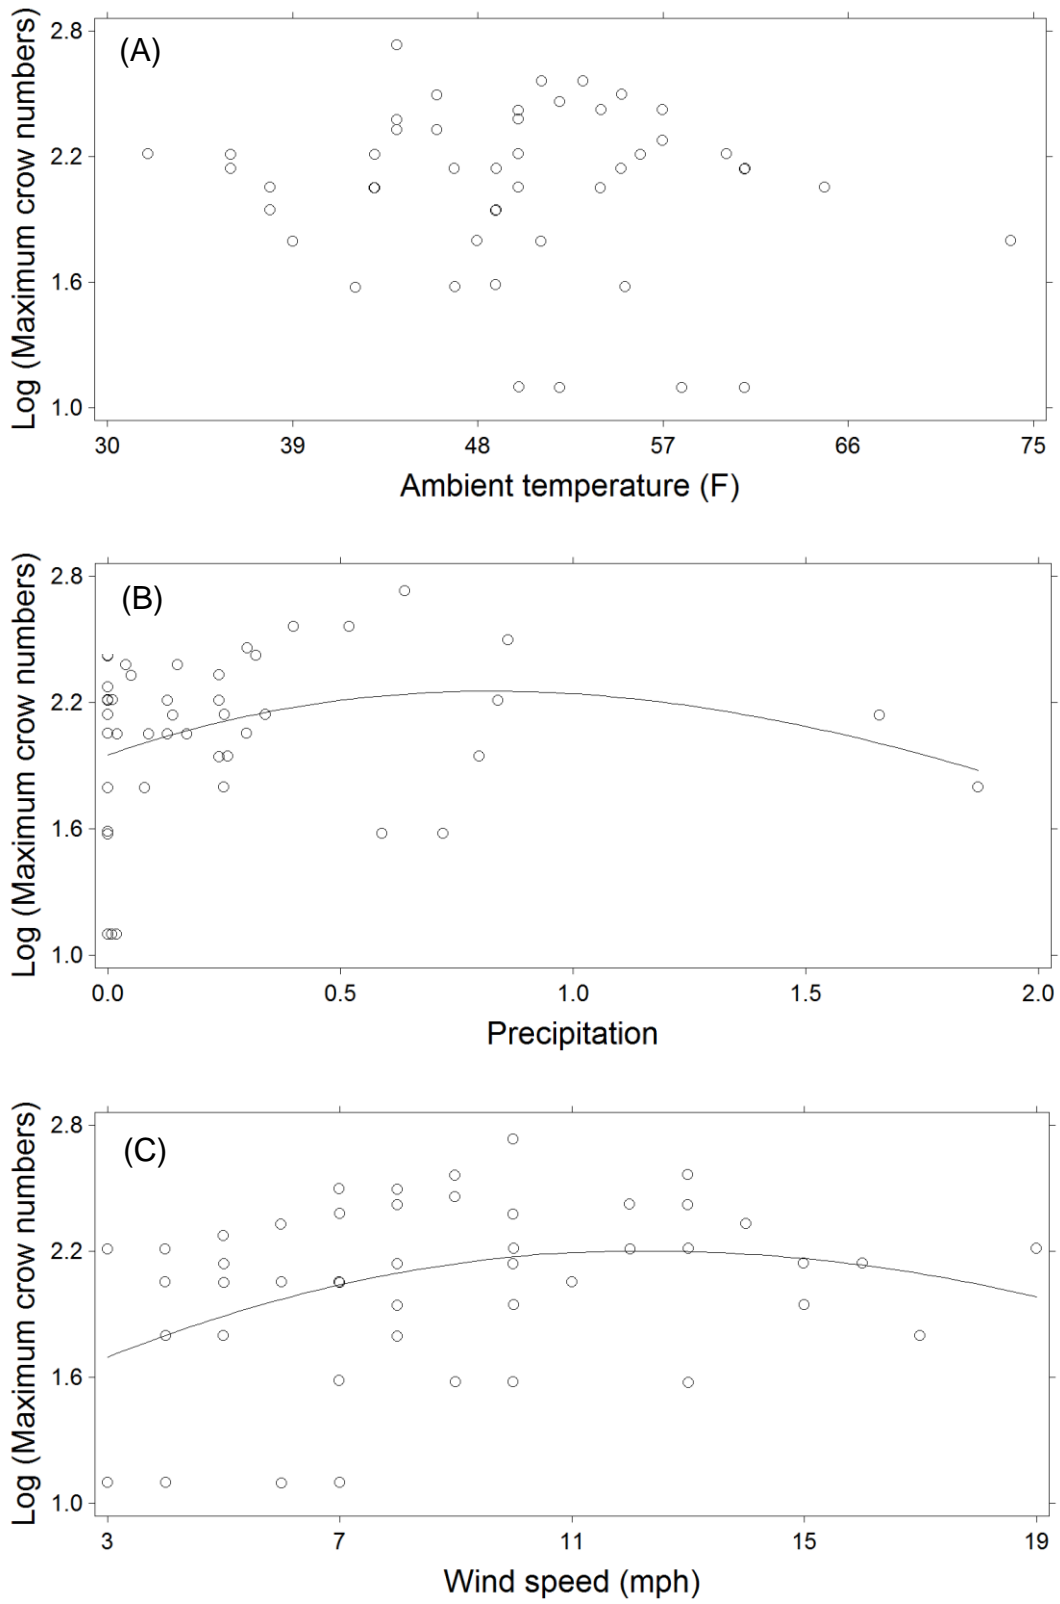 (A)
Log (Maximum crow numbers)
2.8
2.2
1.6
1.0
30 39 48 57 66 75
Ambient temperature (F)
(B)
Log (Maximum crow numbers)
2.8
2.2
1.6
1.0
0.0 0.5 1.0 1.5 2.0
Precipitation
(C)
Log (Maximum crow numbers)
2.8
2.2
1.6
1.0
3 7 11 15 19
Wind speed (mph)